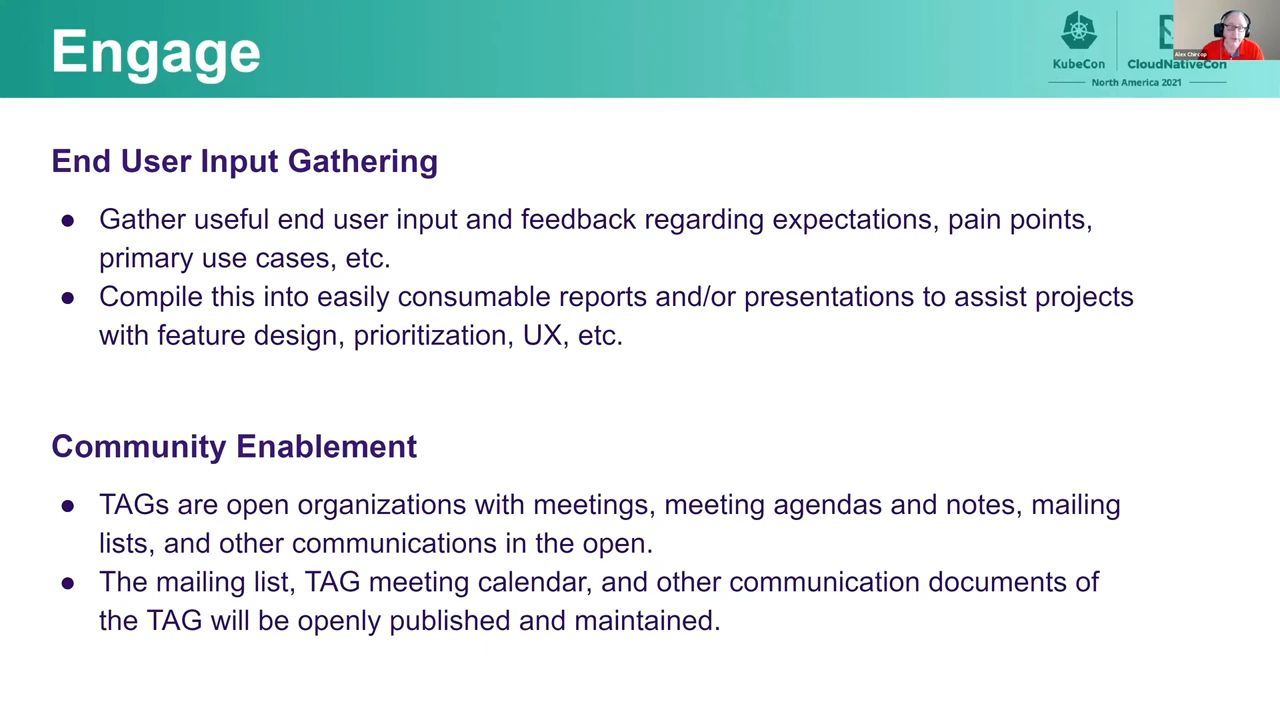 Engage
KubeCon
CloudNativeCon
North America 2021
Alex Chircop
End User Input Gathering
● Gather useful end user input and feedback regarding expectations, pain points,
primary use cases, etc.
● Compile this into easily consumable reports and/or presentations to assist projects
with feature design, prioritization, UX, etc.
Community Enablement
● TAGs are open organizations with meetings, meeting agendas and notes, mailing
lists, and other communications in the open.
● The mailing list, TAG meeting calendar, and other communication documents of
the TAG will be openly published and maintained.